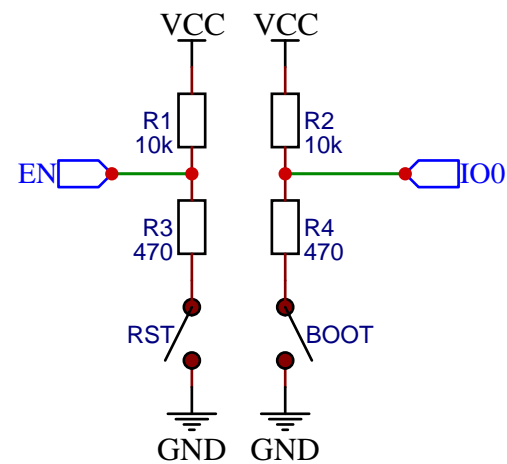 VCC VCC
R1 R2
10k 10k
EN IO0
R3 R4
470 470
RST BOOT
GND GND